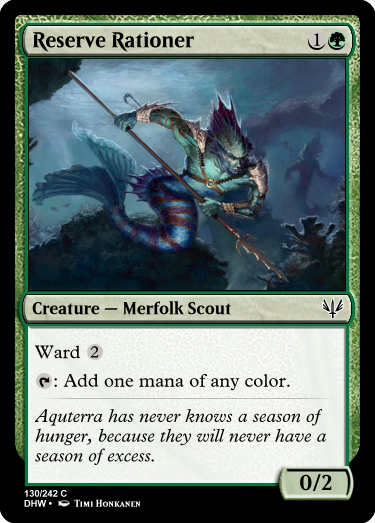 Reserve Rationer 1
Creature — Merfolk Scout
Ward 2
: Add one mana of any color.
Aquterra has never knows a season of
hunger, because they will never have a
season of excess.
0/2
130/242 C
DHW • Timi Honkanen